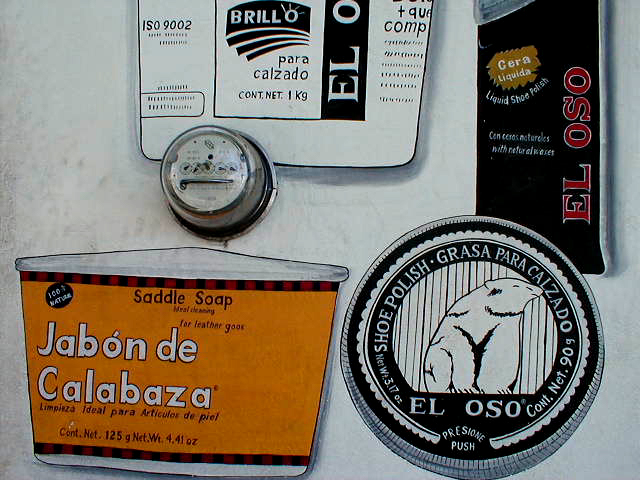 ISO 9002
BRILLO
para
calzado
CONT. NET. 1 Kg
EL O
+ que
comp
Cera
Liquida
Liquid Shoe Polish
Con ceras naturales
with natural waxes
EL OSO
100%
NATURAL
Saddle Soap
Ideal cleaning
for leather goos
Jabón de
Calabaza®
Limpieza Ideal para Artículos de piel
Cont. Net. 125 g Net.Wt. 4.41 oz
SHOE POLISH · GRASA PARA CALZADO
Net Wt. 3.17 oz
EL OSO®
Cont. Net. 90 g
PRESIONE
PUSH